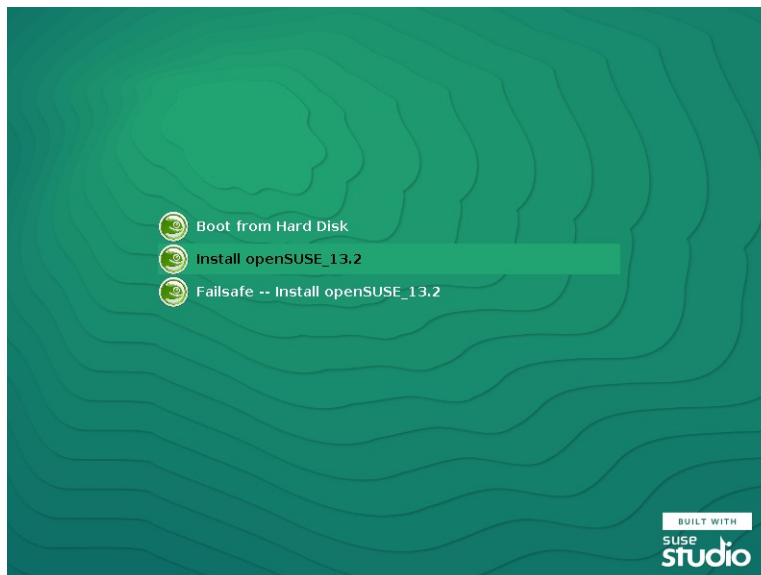 Boot from Hard Disk
Install openSUSE_13.2
Failsafe -- Install openSUSE_13.2
BUILT WITH
suse
studio